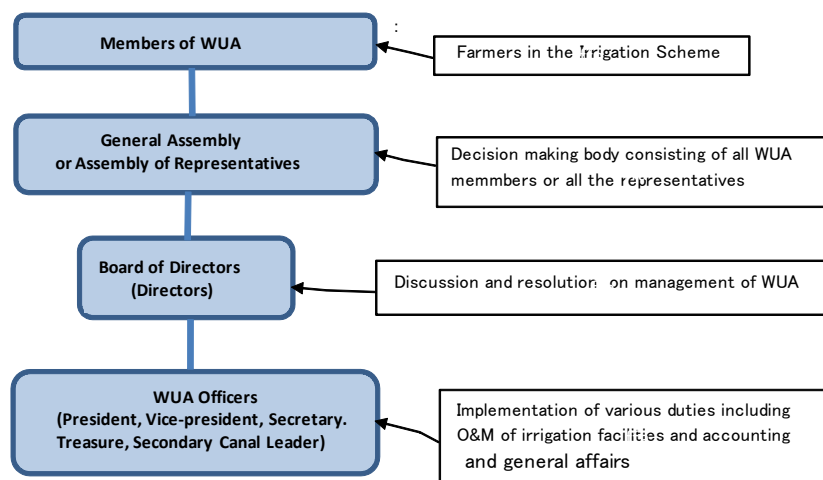 Members of WUA
:
Farmers in the Irrigation Scheme
General Assembly
or Assembly of Representatives
Decision making body consisting of all WUA
memmbers or all the representatives
Board of Directors
(Directors)
Discussion and resolution on management of WUA
WUA Officers
(President, Vice-president, Secretary.
Treasure, Secondary Canal Leader)
Implementation of various duties including
O&M of irrigation facilities and accounting
and general affairs